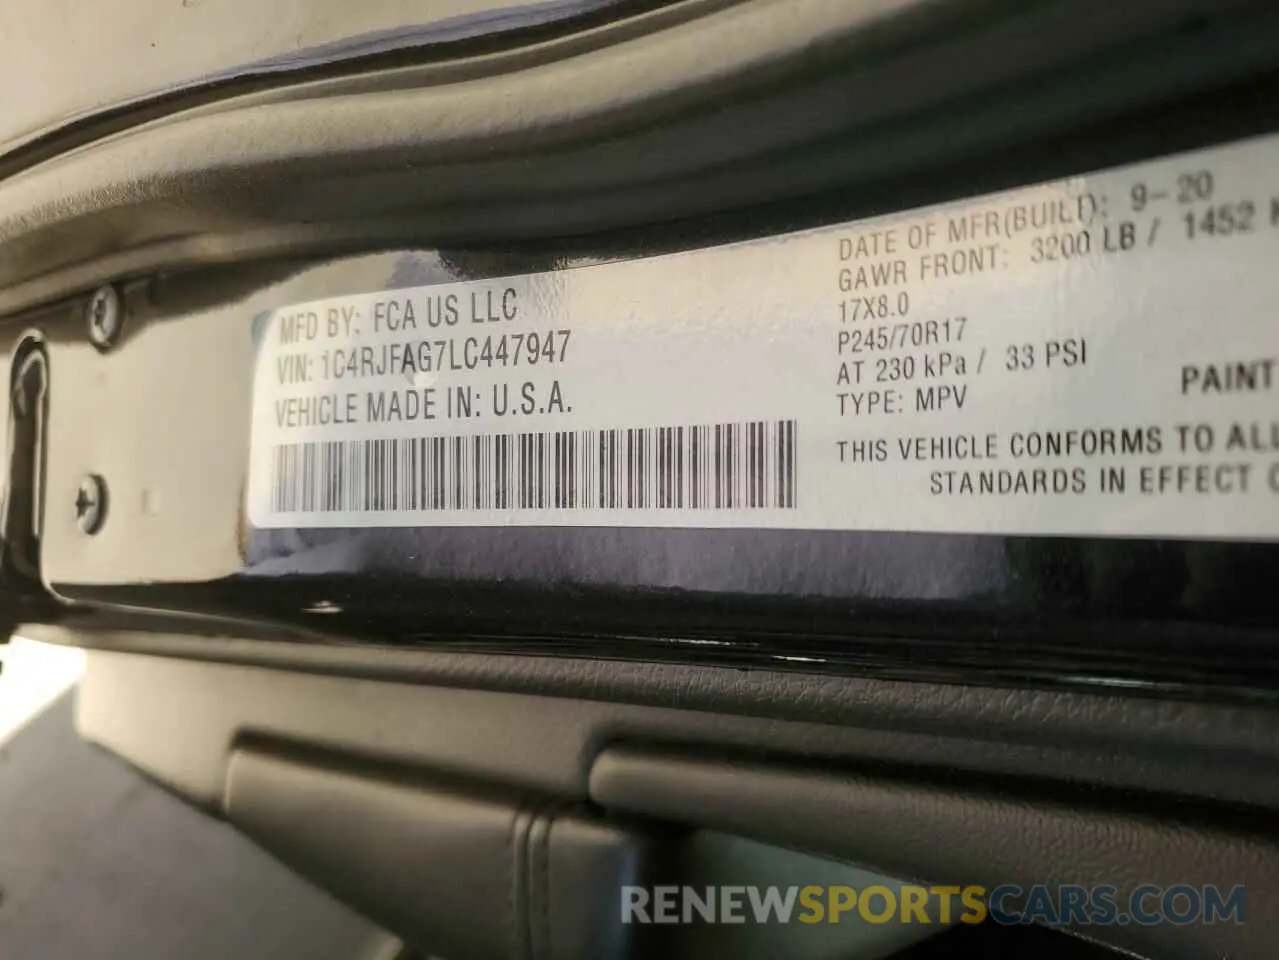 MFD BY: FCA US LLC
VIN: 1C4RJFAG7LC447947
VEHICLE MADE IN: U.S.A.
DATE OF MFR(BUILT): 9-20
GAWR FRONT: 3200 LB / 1452
17X8.0
P245/70R17
AT 230 kPa / 33 PSI
TYPE: MPV
PAINT
THIS VEHICLE CONFORMS TO ALL
STANDARDS IN EFFECT
RENEWSPORTSCARS.COM